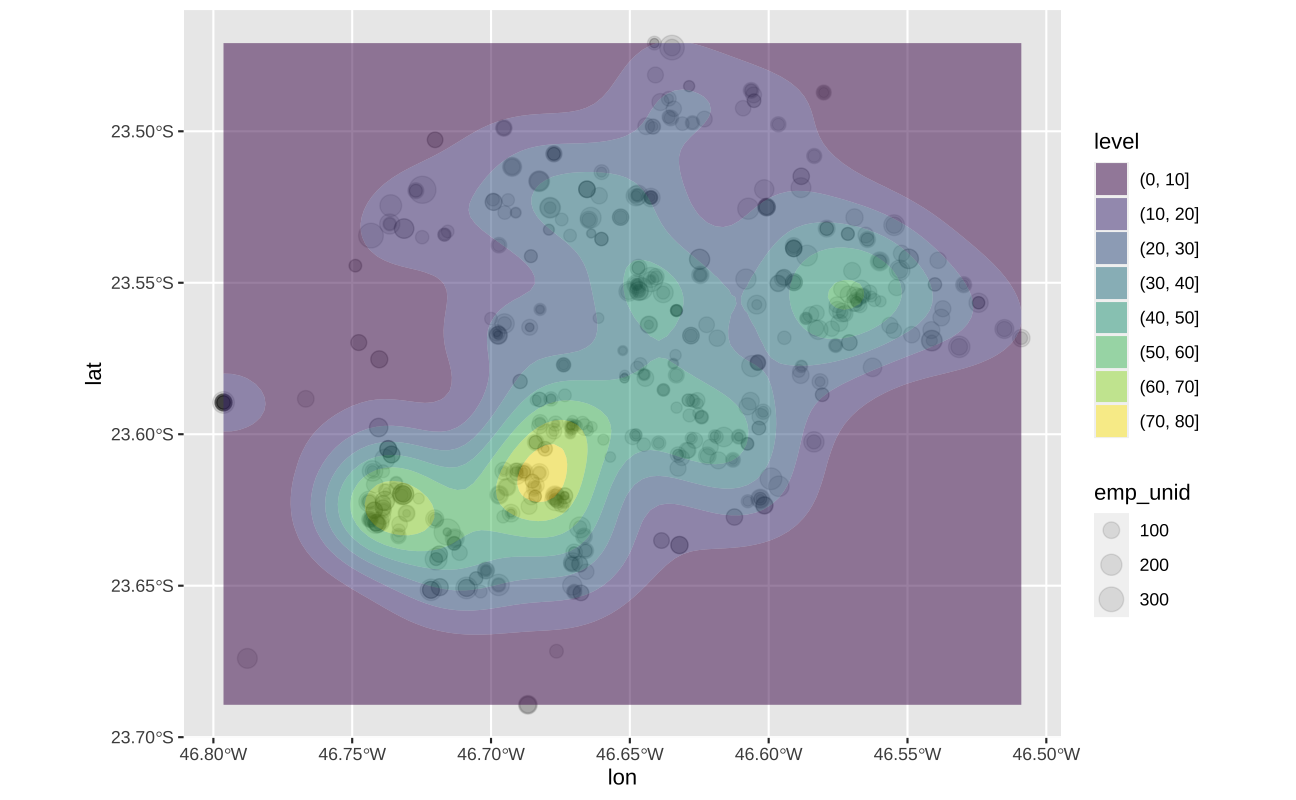 lat
23.50°S
23.55°S
23.60°S
23.65°S
23.70°S
46.80°W 46.75°W 46.70°W 46.65°W 46.60°W 46.55°W 46.50°W
lon
level
(0, 10]
(10, 20]
(20, 30]
(30, 40]
(40, 50]
(50, 60]
(60, 70]
(70, 80]
emp_unid
100
200
300